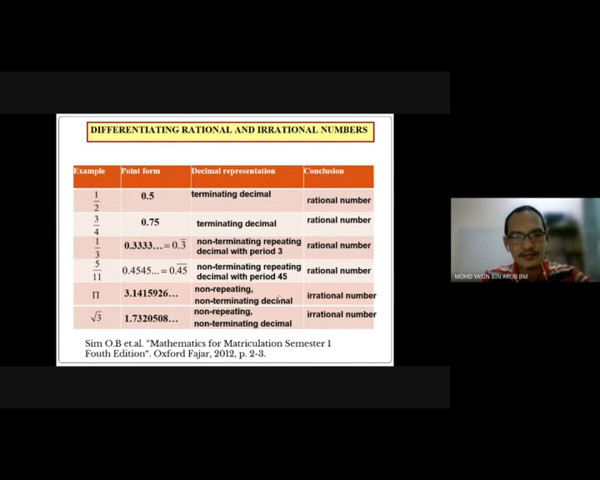 DIFFERENTIATING RATIONAL AND IRRATIONAL NUMBERS
Example Point form Decimal representation Conclusion
1/2 0.5 terminating decimal rational number
3/4 0.75 terminating decimal rational number
1/3 0.3333... = 0.3̅ non-terminating repeating decimal with period 3 rational number
5/11 0.4545... = 0.4̅5̅ non-terminating repeating decimal with period 45 rational number
Π 3.1415926... non-repeating, non-terminating decimal irrational number
√3 1.7320508... non-repeating, non-terminating decimal irrational number
Sim O.B et.al. “Mathematics for Matriculation Semester 1
Fouth Edition”. Oxford Fajar, 2012, p. 2-3.
MOHD YASIN BIN AKOB BM